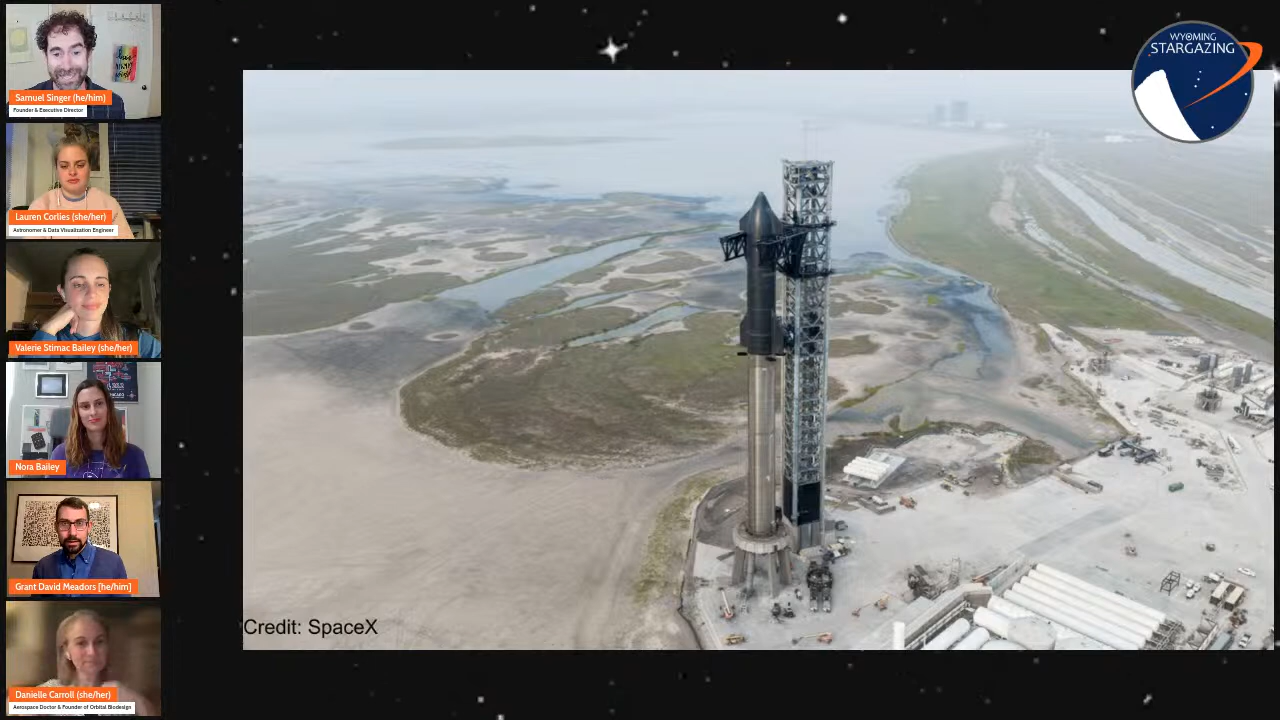 Samuel Singer (he/him)
Founder & Executive Director
Lauren Corlies (she/her)
Astronomer & Data Visualization Engineer
Valerie Stimac Bailey (she/her)
Nora Bailey
Grant David Meadors [he/him]
Danielle Carroll (she/her)
Aerospace Doctor & Founder of Orbital Biodesign
WYOMING
STARGAZING
Credit: SpaceX